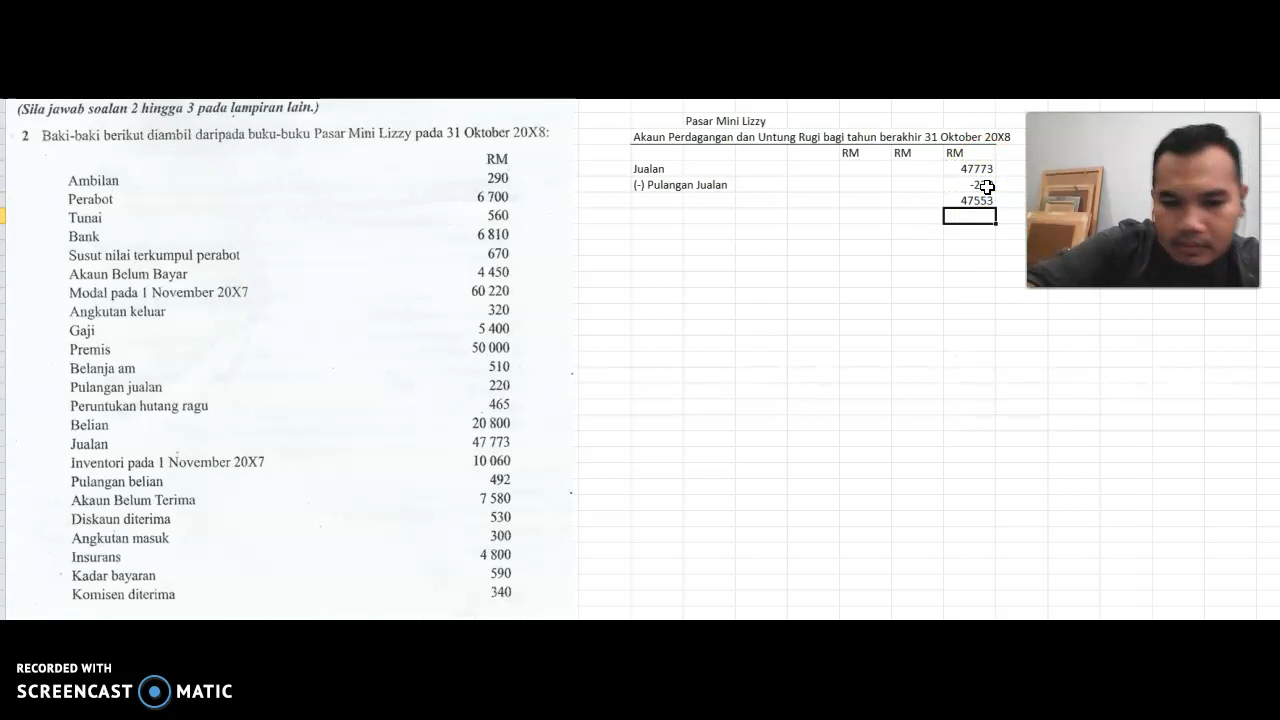 (Sila jawab soalan 2 hingga 3 pada lampiran lain.)
2 Baki-baki berikut diambil daripada buku-buku Pasar Mini Lizzy pada 31 Oktober 20X8:
RM
Ambilan 290
Perabot 6 700
Tunai 560
Bank 6 810
Susut nilai terkumpul perabot 670
Akaun Belum Bayar 4 450
Modal pada 1 November 20X7 60 220
Angkutan keluar 320
Gaji 5 400
Premis 50 000
Belanja am 510
Pulangan jualan 220
Peruntukan hutang ragu 465
Belian 20 800
Jualan 47 773
Inventori pada 1 November 20X7 10 060
Pulangan belian 492
Akaun Belum Terima 7 580
Diskaun diterima 530
Angkutan masuk 300
Insurans 4 800
Kadar bayaran 590
Komisen diterima 340
Pasar Mini Lizzy
Akaun Perdagangan dan Untung Rugi bagi tahun berakhir 31 Oktober 20X8
RM RM RM
Jualan 47773
(-) Pulangan Jualan
47553
RECORDED WITH
SCREENCAST MATIC